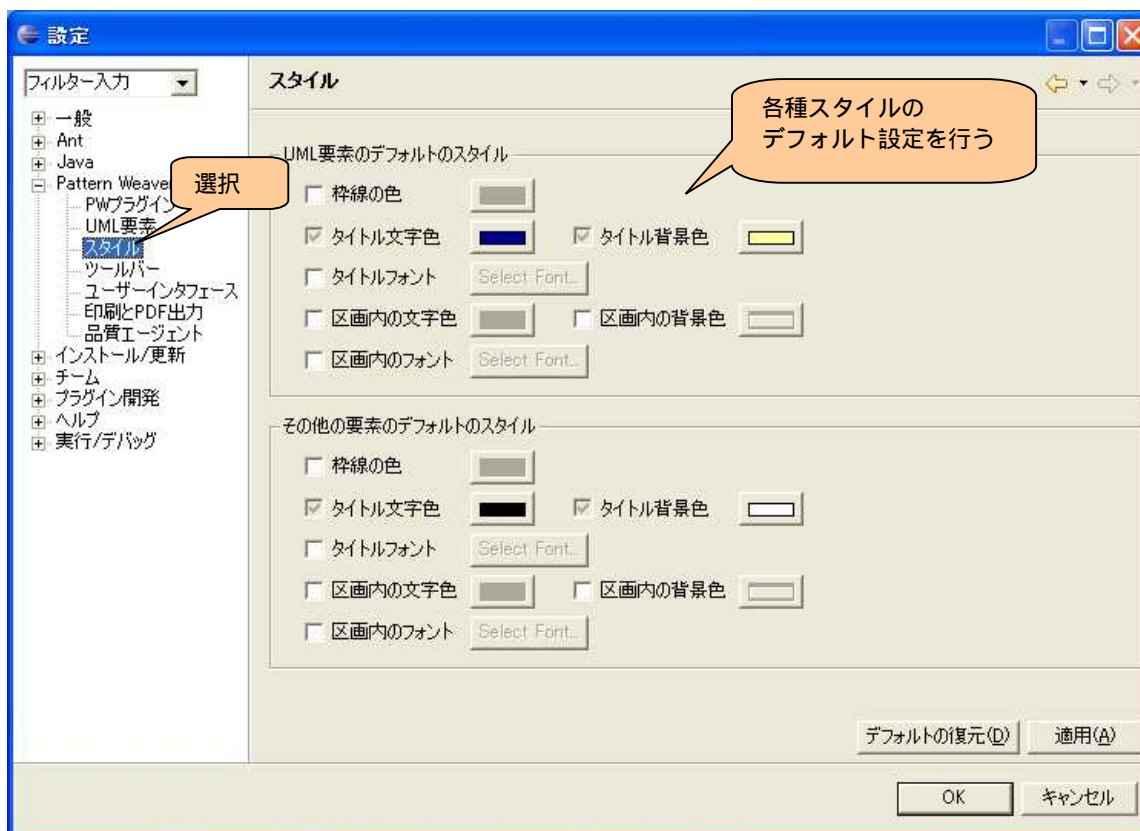 設定
フィルター入力
スタイル
各種スタイルの
デフォルト設定を行う
一般
Ant
Java
Pattern Weave
選択
PWプラグイン
UML要素
スタイル
ツールバー
ユーザーインタフェース
印刷とPDF出力
品質エージェント
インストール/更新
チーム
プラグイン開発
ヘルプ
実行/デバッグ
UML要素のデフォルトのスタイル
枠線の色
タイトル文字色 タイトル背景色
タイトルフォント Select Font...
区画内の文字色 区画内の背景色
区画内のフォント Select Font...
その他の要素のデフォルトのスタイル
枠線の色
タイトル文字色 タイトル背景色
タイトルフォント Select Font...
区画内の文字色 区画内の背景色
区画内のフォント Select Font...
デフォルトの復元(D) 適用(A)
OK キャンセル